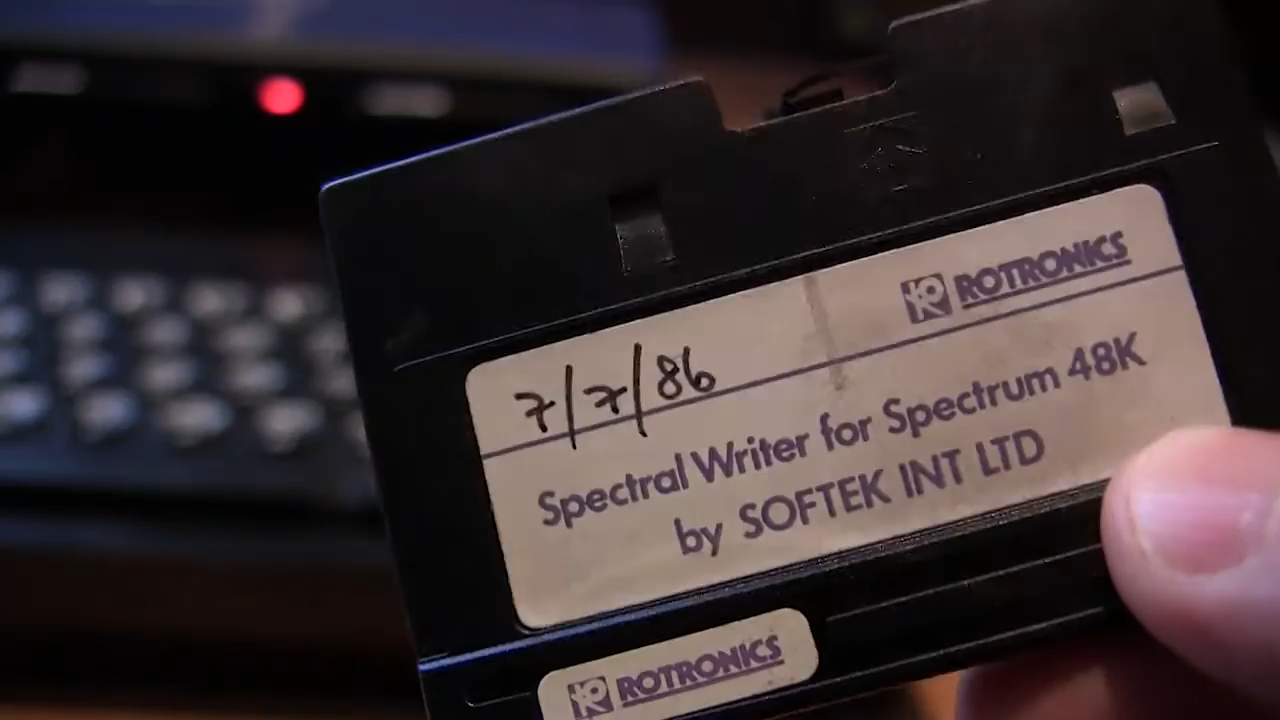 ROTRONICS
7/7/86
Spectral Writer for Spectrum 48K
by SOFTEK INT LTD
ROTRONICS